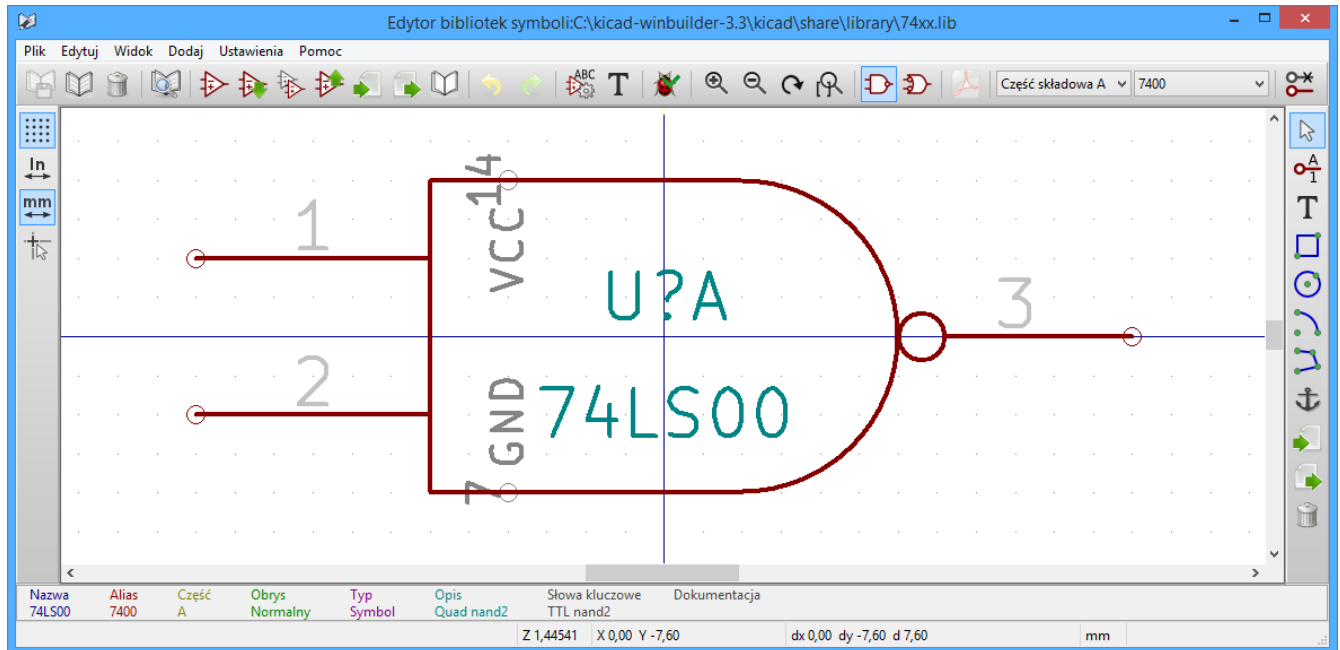 Edytor bibliotek symboli:C:\kicad-winbuilder-3.3\kicad\share\library\74xx.lib
Plik Edytuj Widok Dodaj Ustawienia Pomoc
ABC T Część składowa A 7400
In
mm
A
1
T
14
VCC
1
U?A
3
2
GND
74LS00
7
Nazwa Alias Część Obrys Typ Opis Słowa kluczowe Dokumentacja
74LS00 7400 A Normalny Symbol Quad nand2 TTL nand2
Z 1,44541 X 0,00 Y -7,60 dx 0,00 dy -7,60 d 7,60 mm